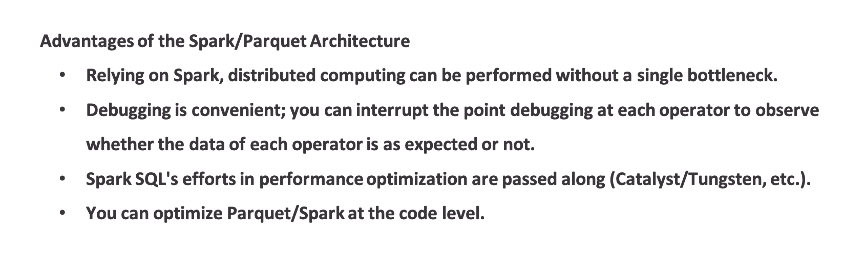 Advantages of the Spark/Parquet Architecture
• Relying on Spark, distributed computing can be performed without a single bottleneck.
• Debugging is convenient; you can interrupt the point debugging at each operator to observe
whether the data of each operator is as expected or not.
• Spark SQL's efforts in performance optimization are passed along (Catalyst/Tungsten, etc.).
• You can optimize Parquet/Spark at the code level.